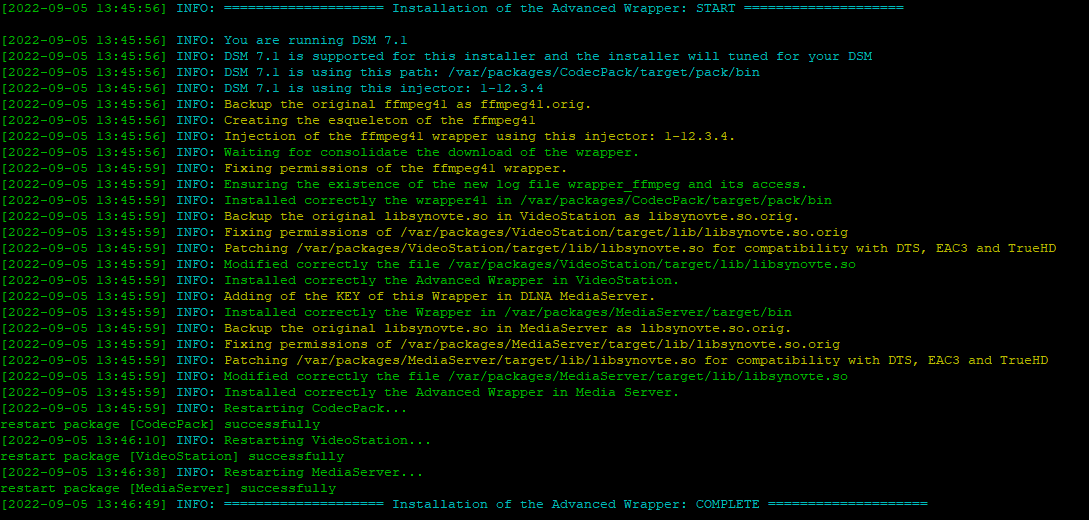 [2022-09-05 13:45:56] INFO: ==================== Installation of the Advanced Wrapper: START ====================
[2022-09-05 13:45:56] INFO: You are running DSM 7.1
[2022-09-05 13:45:56] INFO: DSM 7.1 is supported for this installer and the installer will tuned for your DSM
[2022-09-05 13:45:56] INFO: DSM 7.1 is using this path: /var/packages/CodecPack/target/pack/bin
[2022-09-05 13:45:56] INFO: DSM 7.1 is using this injector: 1-12.3.4
[2022-09-05 13:45:56] INFO: Backup the original ffmpeg41 as ffmpeg41.orig.
[2022-09-05 13:45:56] INFO: Creating the esqueleton of the ffmpeg41
[2022-09-05 13:45:56] INFO: Injection of the ffmpeg41 wrapper using this injector: 1-12.3.4.
[2022-09-05 13:45:56] INFO: Waiting for consolidate the download of the wrapper.
[2022-09-05 13:45:59] INFO: Fixing permissions of the ffmpeg41 wrapper.
[2022-09-05 13:45:59] INFO: Ensuring the existence of the new log file wrapper_ffmpeg and its access.
[2022-09-05 13:45:59] INFO: Installed correctly the wrapper41 in /var/packages/CodecPack/target/pack/bin
[2022-09-05 13:45:59] INFO: Backup the original libsynovte.so in VideoStation as libsynovte.so.orig.
[2022-09-05 13:45:59] INFO: Fixing permissions of /var/packages/VideoStation/target/lib/libsynovte.so.orig
[2022-09-05 13:45:59] INFO: Patching /var/packages/VideoStation/target/lib/libsynovte.so for compatibility with DTS, EAC3 and TrueHD
[2022-09-05 13:45:59] INFO: Modified correctly the file /var/packages/VideoStation/target/lib/libsynovte.so
[2022-09-05 13:45:59] INFO: Installed correctly the Advanced Wrapper in VideoStation.
[2022-09-05 13:45:59] INFO: Adding of the KEY of this Wrapper in DLNA MediaServer.
[2022-09-05 13:45:59] INFO: Installed correctly the Wrapper in /var/packages/MediaServer/target/bin
[2022-09-05 13:45:59] INFO: Backup the original libsynovte.so in MediaServer as libsynovte.so.orig.
[2022-09-05 13:45:59] INFO: Fixing permissions of /var/packages/MediaServer/target/lib/libsynovte.so.orig
[2022-09-05 13:45:59] INFO: Patching /var/packages/MediaServer/target/lib/libsynovte.so for compatibility with DTS, EAC3 and TrueHD
[2022-09-05 13:45:59] INFO: Modified correctly the file /var/packages/MediaServer/target/lib/libsynovte.so
[2022-09-05 13:45:59] INFO: Installed correctly the Advanced Wrapper in Media Server.
[2022-09-05 13:45:59] INFO: Restarting CodecPack...
restart package [CodecPack] successfully
[2022-09-05 13:46:10] INFO: Restarting VideoStation...
restart package [VideoStation] successfully
[2022-09-05 13:46:38] INFO: Restarting MediaServer...
restart package [MediaServer] successfully
[2022-09-05 13:46:49] INFO: ==================== Installation of the Advanced Wrapper: COMPLETE ====================